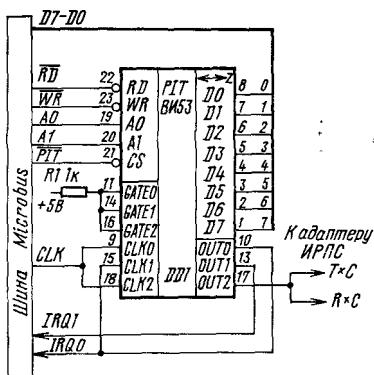 D7-D0
Шина Microbus
RD 22
WR 23
A0 19
A1 20
PIT 21
R1 1к
+5В
11
14
16
9
CLK 15
18
IRQ1
IRQ0
RD
WR
A0
A1
CS
GATE0
GATE1
GATE2
CLK0
CLK1
CLK2
PIT
ВИ53
DD1
Z
D0 8 0
D1 7 1
D2 6 2
D3 5 3
D4 4 4
D5 3 5
D6 2 6
D7 1 7
OUT0 10
OUT1 13
OUT2 17
К адаптеру
ИРПС
T×C
R×C